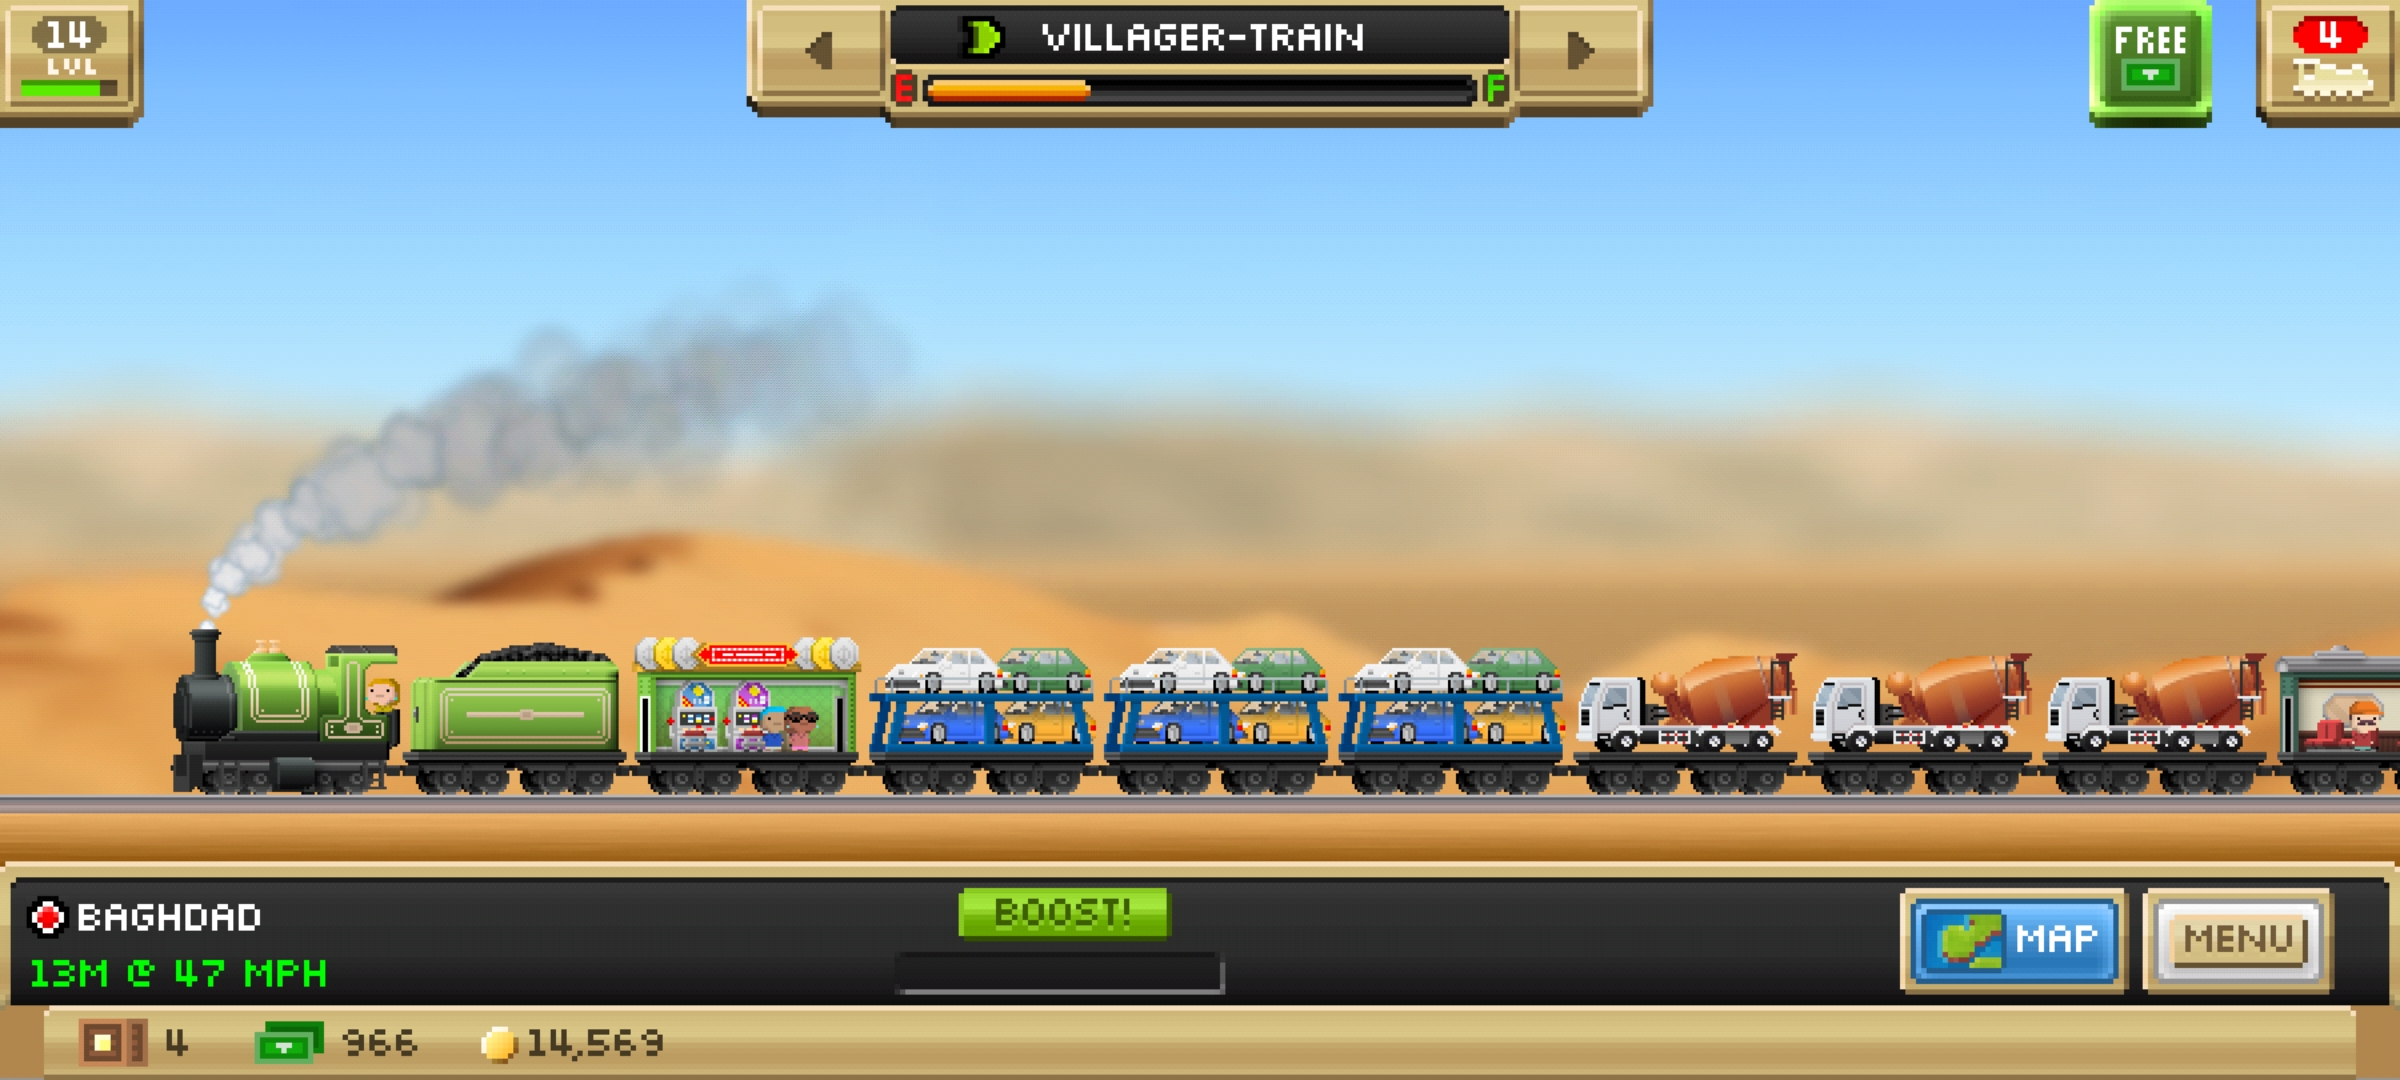 14
LVL
VILLAGER-TRAIN
E F
FREE
4
BAGHDAD
13M @ 47 MPH
BOOST!
MAP
MENU
4
966
14,569